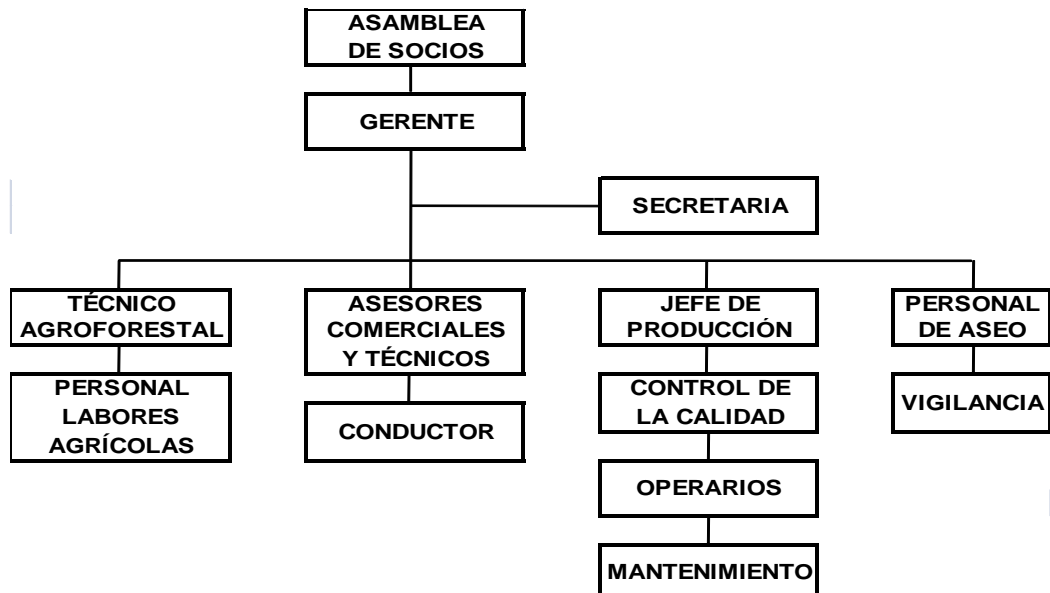 ASAMBLEA
DE SOCIOS
GERENTE
SECRETARIA
TÉCNICO
AGROFORESTAL
ASESORES
COMERCIALES
Y TÉCNICOS
JEFE DE
PRODUCCIÓN
PERSONAL
DE ASEO
PERSONAL
LABORES
AGRÍCOLAS
CONDUCTOR
CONTROL DE
LA CALIDAD
VIGILANCIA
OPERARIOS
MANTENIMIENTO